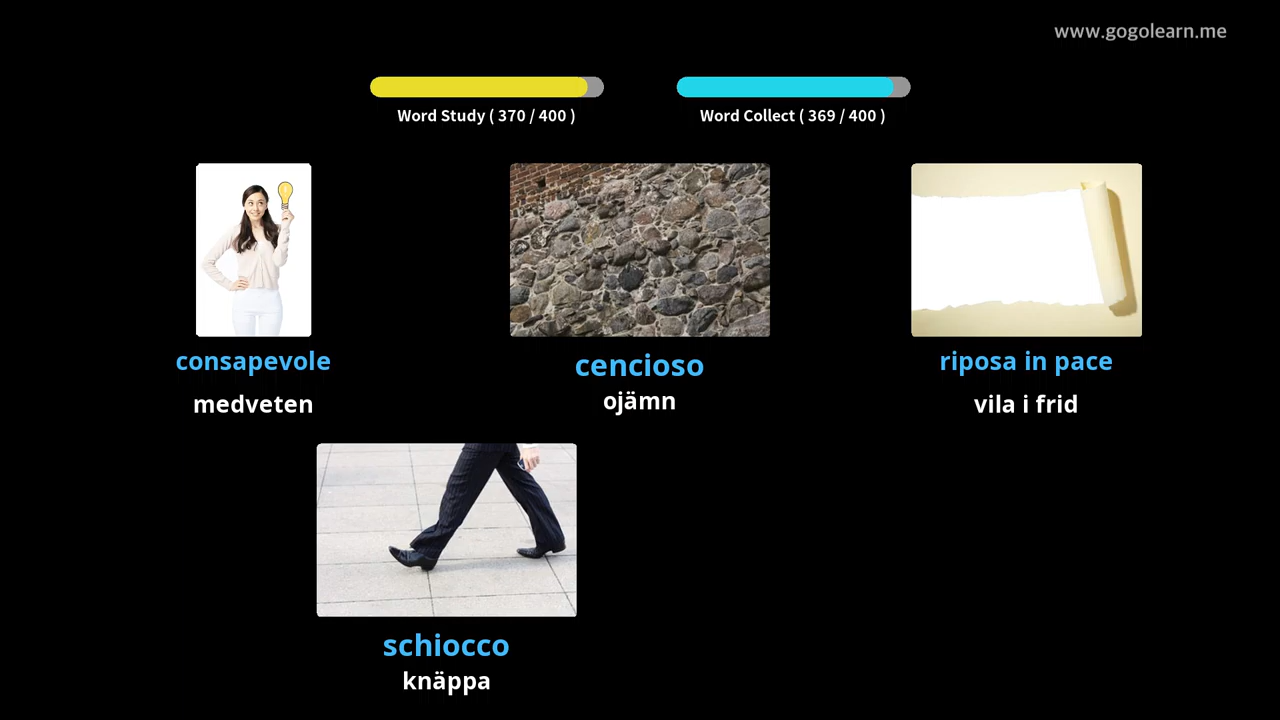 www.gogolearn.me
Word Study ( 370 / 400 )
Word Collect ( 369 / 400 )
consapevole
medveten
cencioso
ojämn
riposa in pace
vila i frid
schiocco
knäppa